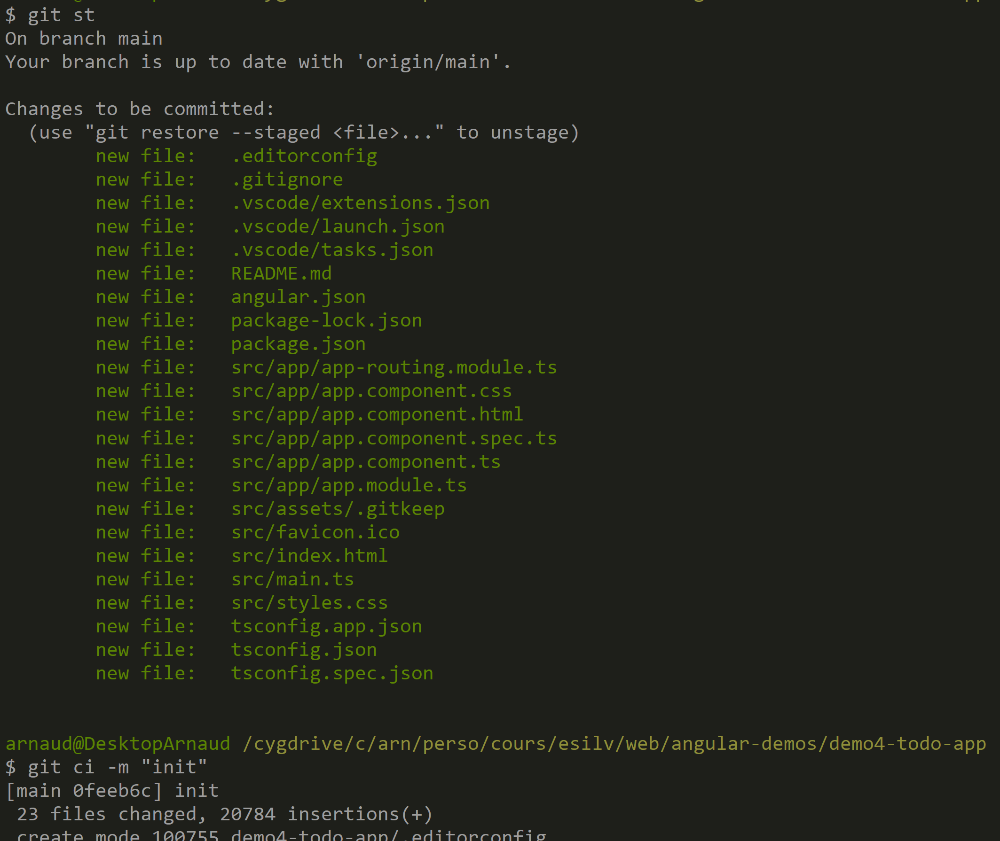 $ git st
On branch main
Your branch is up to date with 'origin/main'.
Changes to be committed:
  (use "git restore --staged <file>..." to unstage)
        new file:   .editorconfig
        new file:   .gitignore
        new file:   .vscode/extensions.json
        new file:   .vscode/launch.json
        new file:   .vscode/tasks.json
        new file:   README.md
        new file:   angular.json
        new file:   package-lock.json
        new file:   package.json
        new file:   src/app/app-routing.module.ts
        new file:   src/app/app.component.css
        new file:   src/app/app.component.html
        new file:   src/app/app.component.spec.ts
        new file:   src/app/app.component.ts
        new file:   src/app/app.module.ts
        new file:   src/assets/.gitkeep
        new file:   src/favicon.ico
        new file:   src/index.html
        new file:   src/main.ts
        new file:   src/styles.css
        new file:   tsconfig.app.json
        new file:   tsconfig.json
        new file:   tsconfig.spec.json
arnaud@DesktopArnaud /cygdrive/c/arn/perso/cours/esilv/web/angular-demos/demo4-todo-app
$ git ci -m "init"
[main 0feeb6c] init
 23 files changed, 20784 insertions(+)
 create mode 100755 demo4-todo-app/.editorconfig